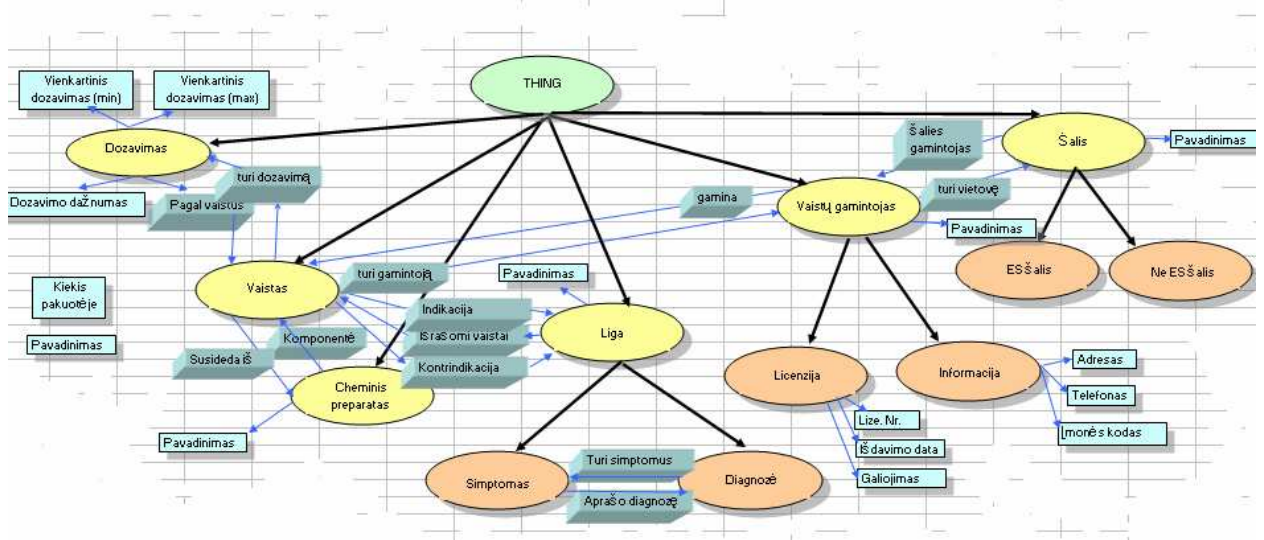 THING
Vienkartinis
dozavimas (min)
Vienkartinis
dozavimas (max)
Dozavimas
Dozavimo dažnumas
Pagal vaistus
turi dozavimą
Šalies
gamintojas
Šalis
Pavadinimas
gamina
Vaistų gamintojas
turi vietovę
Pavadinimas
ES Šalis
Ne ES Šalis
Kiekis
pakuotėje
Pavadinimas
Vaistas
turi gamintoją
Pavadinimas
Indikacija
Išrašomi vaistai
Kontrindikacija
Liga
Susideda iš
Komponentė
Cheminis
preparatas
Pavadinimas
Licenzija
Informacija
Adresas
Telefonas
Įmonės kodas
Lize. Nr.
Išdavimo data
Galiojimas
Simptomas
Turi simptomus
Aprašo diagnozę
Diagnozė